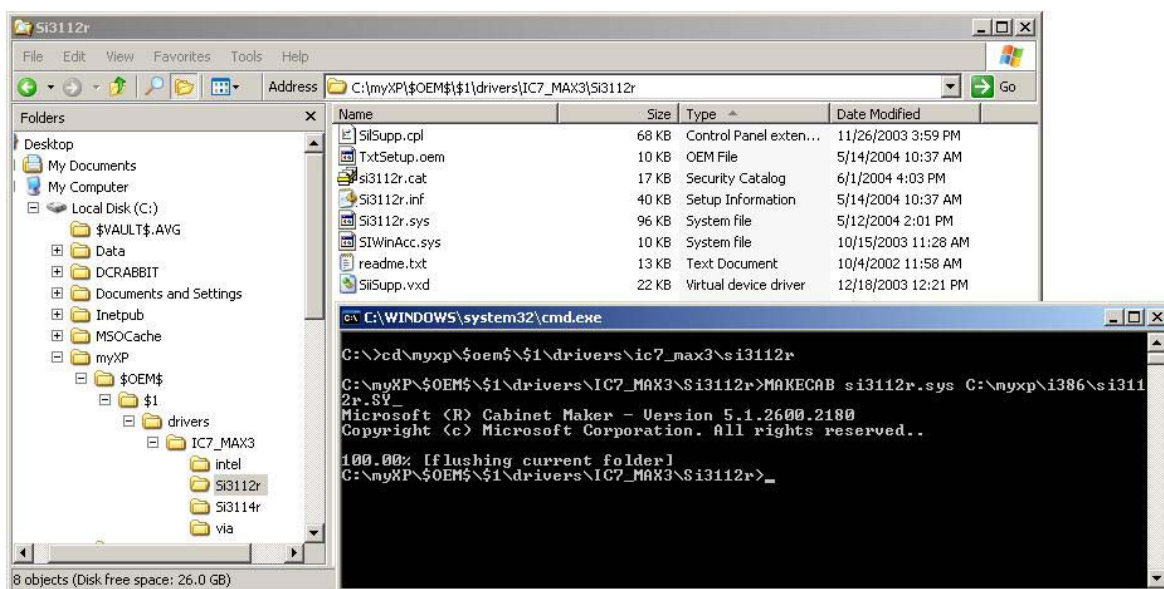 Si3112r
File Edit View Favorites Tools Help
Address C:\myXP\$OEM$\$1\drivers\IC7_MAX3\Si3112r Go
Folders
Desktop
My Documents
My Computer
Local Disk (C:)
$VAULT$.AVG
Data
DCRABBIT
Documents and Settings
Inetpub
MSOCache
myXP
$OEM$
$1
drivers
IC7_MAX3
intel
Si3112r
Si3114r
via
Name Size Type Date Modified
SilSupp.cpl 68 KB Control Panel exten... 11/26/2003 3:59 PM
TxtSetup.oem 10 KB OEM File 5/14/2004 10:37 AM
si3112r.cat 17 KB Security Catalog 6/1/2004 4:03 PM
Si3112r.inf 40 KB Setup Information 5/14/2004 10:37 AM
Si3112r.sys 96 KB System file 5/12/2004 2:01 PM
SIWinAcc.sys 10 KB System file 10/15/2003 11:28 AM
readme.txt 13 KB Text Document 10/4/2002 11:58 AM
SiiSupp.vxd 22 KB Virtual device driver 12/18/2003 12:21 PM
C:\WINDOWS\system32\cmd.exe
C:\>cd\myxp\$oem$\$1\drivers\ic7_max3\si3112r
C:\myXP\$OEM$\$1\drivers\IC7_MAX3\Si3112r>MAKECAB si3112r.sys C:\myxp\i386\si311
2r.SY_
Microsoft (R) Cabinet Maker - Version 5.1.2600.2180
Copyright (c) Microsoft Corporation. All rights reserved..
100.00% [flushing current folder]
C:\myXP\$OEM$\$1\drivers\IC7_MAX3\Si3112r>_
8 objects (Disk free space: 26.0 GB)